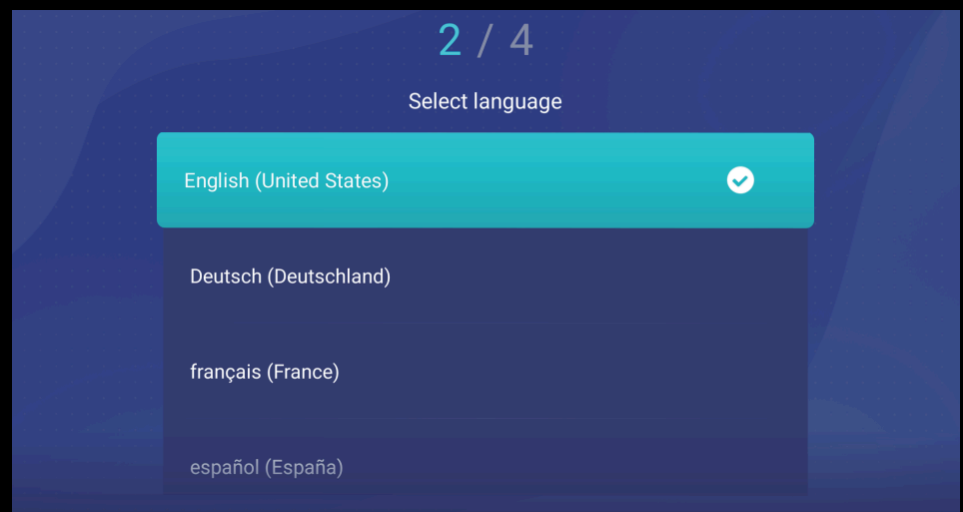 2 / 4
Select language
English (United States)
Deutsch (Deutschland)
français (France)
español (España)